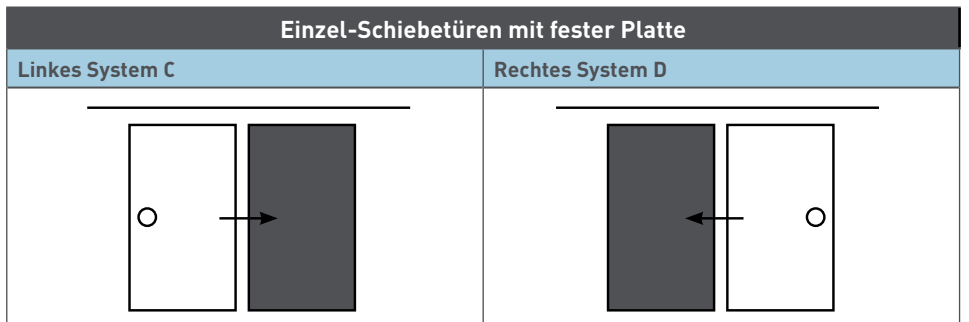 Einzel-Schiebetüren mit fester Platte
Linkes System C
Rechtes System D